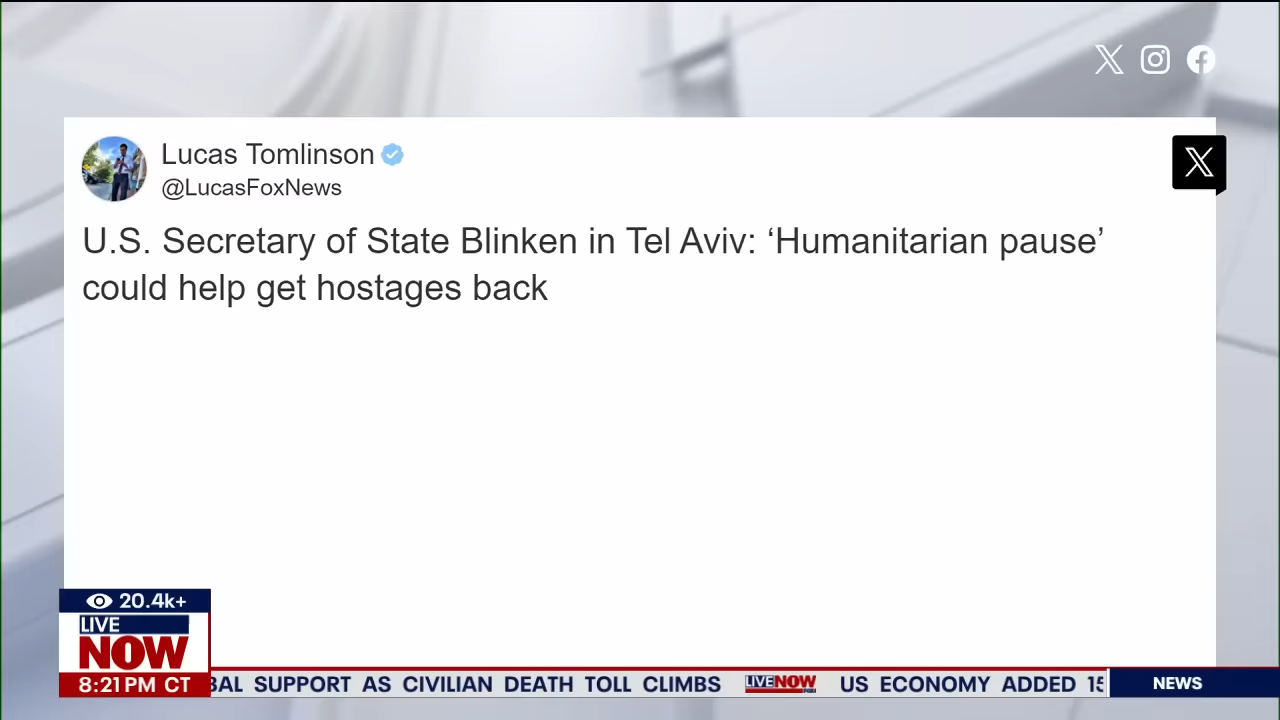 Lucas Tomlinson
@LucasFoxNews
U.S. Secretary of State Blinken in Tel Aviv: ‘Humanitarian pause’
could help get hostages back
20.4k+
LIVE
NOW
8:21 PM CT
SUPPORT AS CIVILIAN DEATH TOLL CLIMBS LIVENOW FOX US ECONOMY ADDED
NEWS